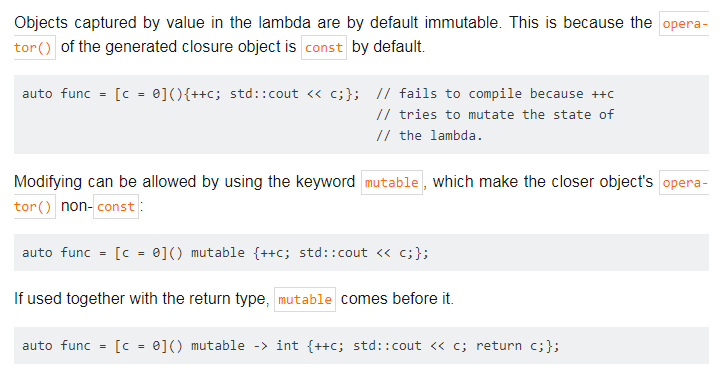 Objects captured by value in the lambda are by default immutable. This is because the opera-
tor() of the generated closure object is const by default.
auto func = [c = 0](){++c; std::cout << c;};  // fails to compile because ++c
// tries to mutate the state of
// the lambda.
Modifying can be allowed by using the keyword mutable, which make the closer object's opera-
tor() non-const:
auto func = [c = 0]() mutable {++c; std::cout << c;};
If used together with the return type, mutable comes before it.
auto func = [c = 0]() mutable -> int {++c; std::cout << c; return c;};